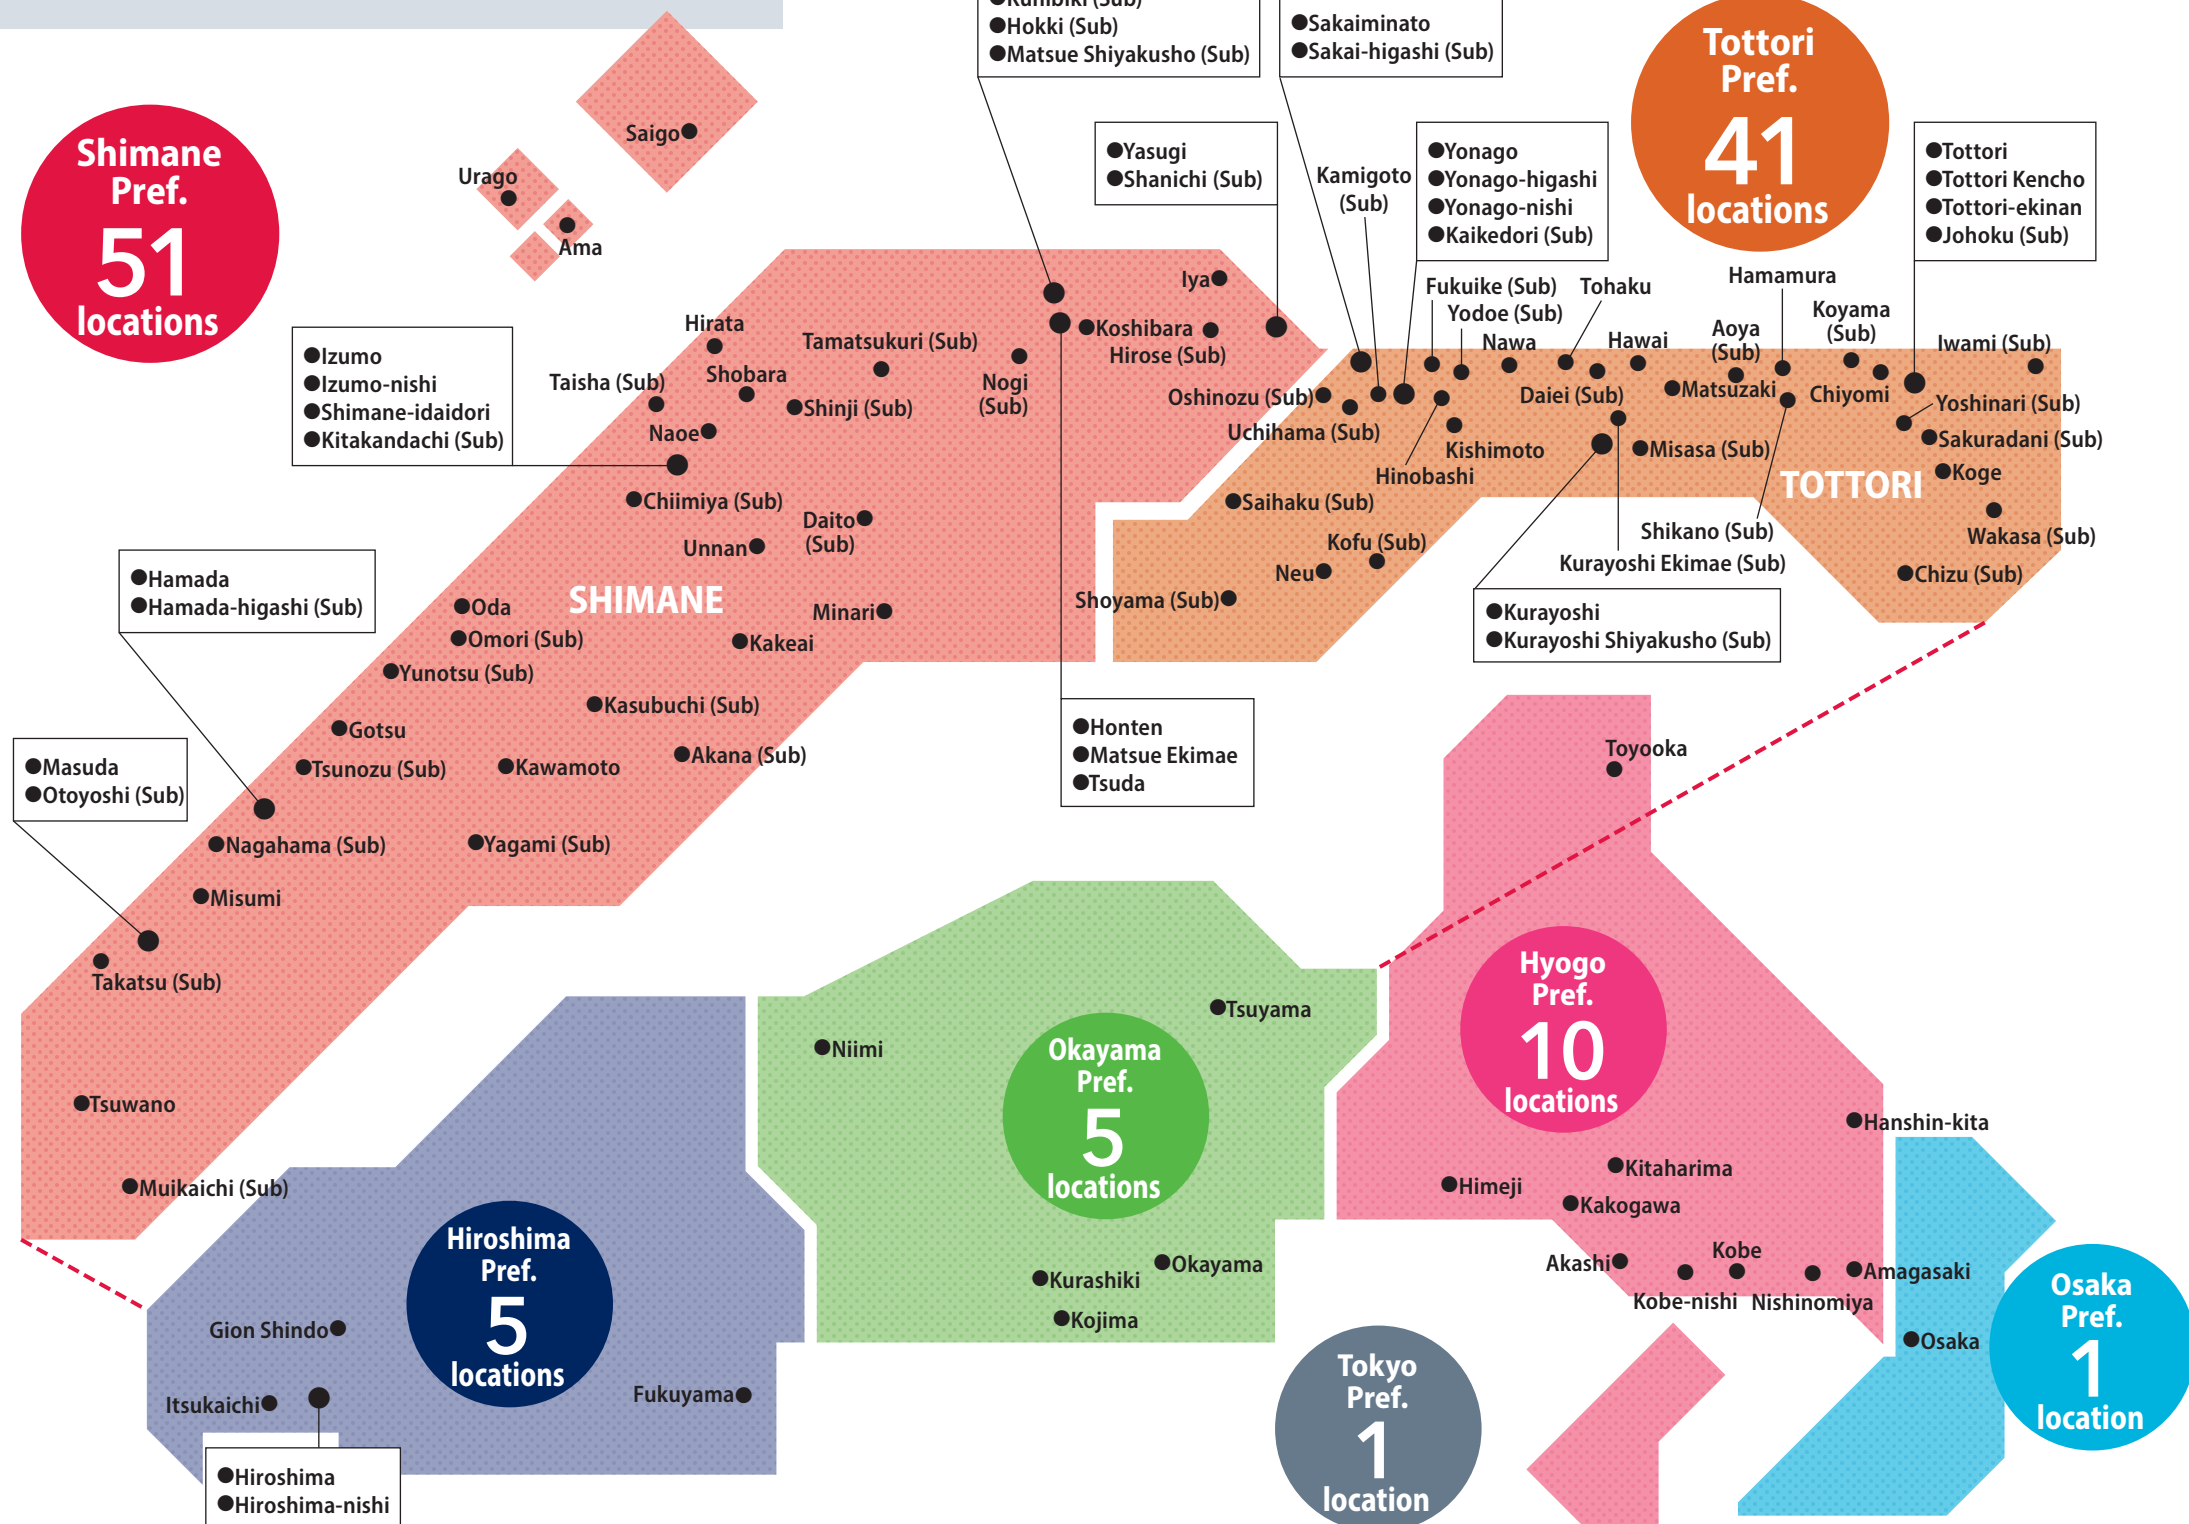 Kunibiki (Sub)
Hokki (Sub)
Matsue Shiyakusho (Sub)
Sakaiminato
Sakai-higashi (Sub)
Tottori
Pref.
41
locations
Shimane
Pref.
51
locations
Saigo
Urago
Ama
Yasugi
Shanichi (Sub)
Kamigoto
(Sub)
Yonago
Yonago-higashi
Yonago-nishi
Kaikedori (Sub)
Tottori
Tottori Kencho
Tottori-ekinan
Johoku (Sub)
Iya
Fukuike (Sub)
Yodoe (Sub)
Tohaku
Hamamura
Koyama
(Sub)
Izumo
Izumo-nishi
Shimane-idaidori
Kitakandachi (Sub)
Hirata
Taisha (Sub)
Shobara
Tamatsukuri (Sub)
Shinji (Sub)
Nogi
(Sub)
Koshibara
Hirose (Sub)
Nawa
Hawai
Aoya
(Sub)
Iwami (Sub)
Oshinozu (Sub)
Uchihama (Sub)
Daiei (Sub)
Matsuzaki
Chiyomi
Yoshinari (Sub)
Sakuradani (Sub)
Naoe
Kishimoto
Hinobashi
Misasa (Sub)
Koge
TOTTORI
Chiimiya (Sub)
Daito
(Sub)
Unnan
Saihaku (Sub)
Kofu (Sub)
Neu
Shoyama (Sub)
Shikano (Sub)
Kurayoshi Ekimae (Sub)
Wakasa (Sub)
Chizu (Sub)
Hamada
Hamada-higashi (Sub)
Oda
SHIMANE
Omori (Sub)
Yunotsu (Sub)
Minari
Kakeai
Kurayoshi
Kurayoshi Shiyakusho (Sub)
Kasubuchi (Sub)
Gotsu
Akana (Sub)
Tsunozu (Sub)
Kawamoto
Masuda
Otoyoshi (Sub)
Honten
Matsue Ekimae
Tsuda
Toyooka
Nagahama (Sub)
Yagami (Sub)
Misumi
Takatsu (Sub)
Hyogo
Pref.
10
locations
Tsuyama
Niimi
Okayama
Pref.
5
locations
Tsuwano
Muikaichi (Sub)
Hanshin-kita
Kitaharima
Himeji
Kakogawa
Hiroshima
Pref.
5
locations
Okayama
Kurashiki
Kojima
Akashi
Kobe
Amagasaki
Kobe-nishi
Nishinomiya
Osaka
Pref.
1
location
Osaka
Gion Shindo
Itsukaichi
Fukuyama
Tokyo
Pref.
1
location
Hiroshima
Hiroshima-nishi